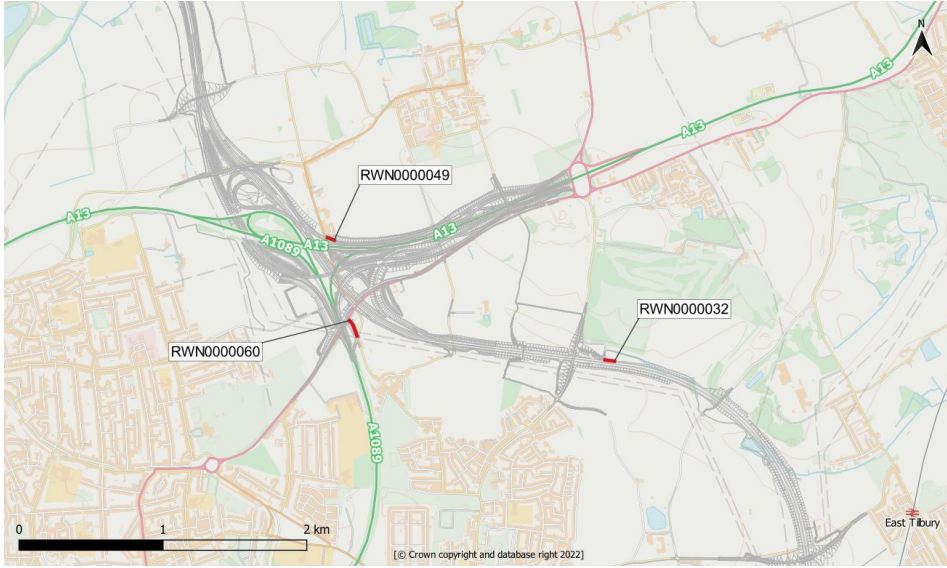 N
A13
A13
RWN0000049
A13
A1089
A13
A13
RWN0000032
RWN0000060
A1089
0 1 2 km
East Tilbury
[© Crown copyright and database right 2022]